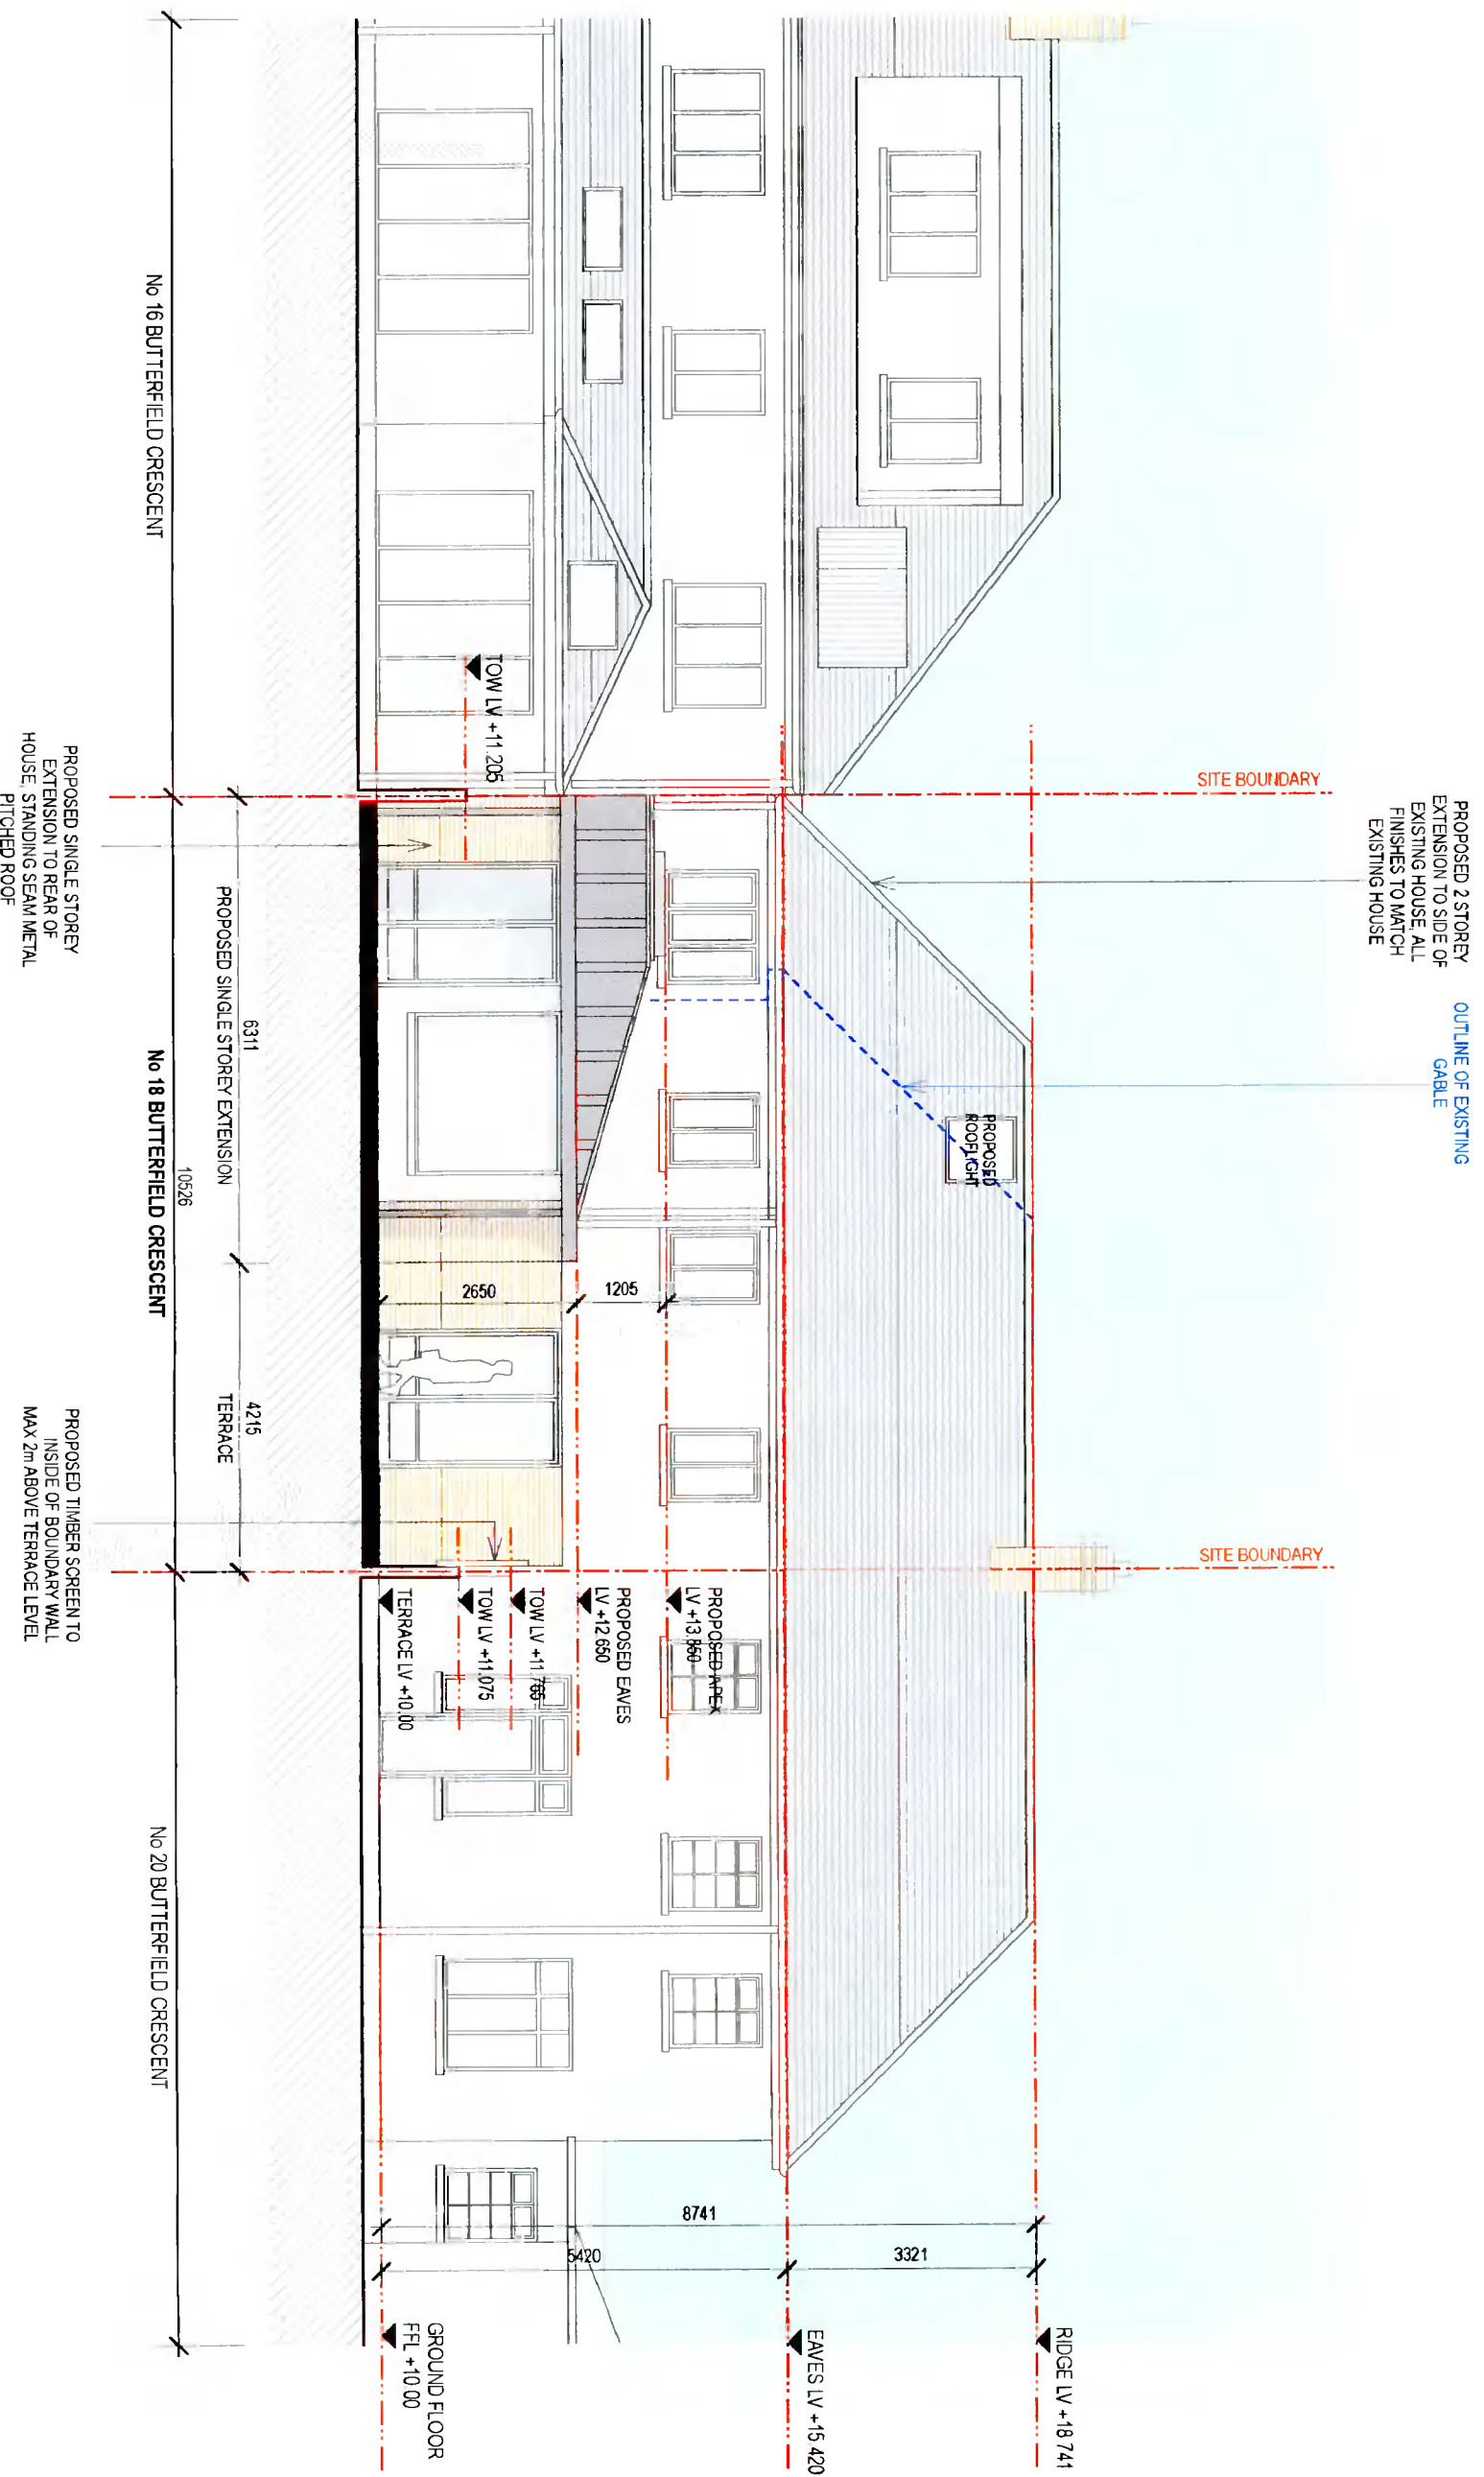 PROPOSED 2 STOREY
EXTENSION TO SIDE OF
EXISTING HOUSE, ALL
FINISHES TO MATCH
EXISTING HOUSE
OUTLINE OF EXISTING
GABLE
SITE BOUNDARY
SITE BOUNDARY
RIDGE LV +18.741
PROPOSED
ROOFLIGHT
3321
EAVES LV +15.420
8741
5420
PROPOSED APEX
LV +13.850
PROPOSED EAVES
LV +12.650
1205
2650
TOW LV +11.205
TOW LV +11.765
TOW LV +11.075
TERRACE LV +10.00
GROUND FLOOR
FFL +10.00
6311
PROPOSED SINGLE STOREY EXTENSION
4215
TERRACE
10526
No 16 BUTTERFIELD CRESCENT
No 18 BUTTERFIELD CRESCENT
No 20 BUTTERFIELD CRESCENT
PROPOSED SINGLE STOREY
EXTENSION TO REAR OF
HOUSE, STANDING SEAM METAL
PITCHED ROOF
PROPOSED TIMBER SCREEN TO
INSIDE OF BOUNDARY WALL
MAX 2m ABOVE TERRACE LEVEL